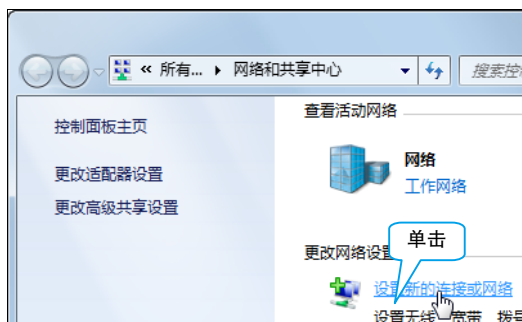 « 所有... ▸ 网络和共享中心
搜索控
控制面板主页
更改适配器设置
更改高级共享设置
查看活动网络
网络
工作网络
更改网络设
单击
设置新的连接或网络
设置无线、宽带、拨号